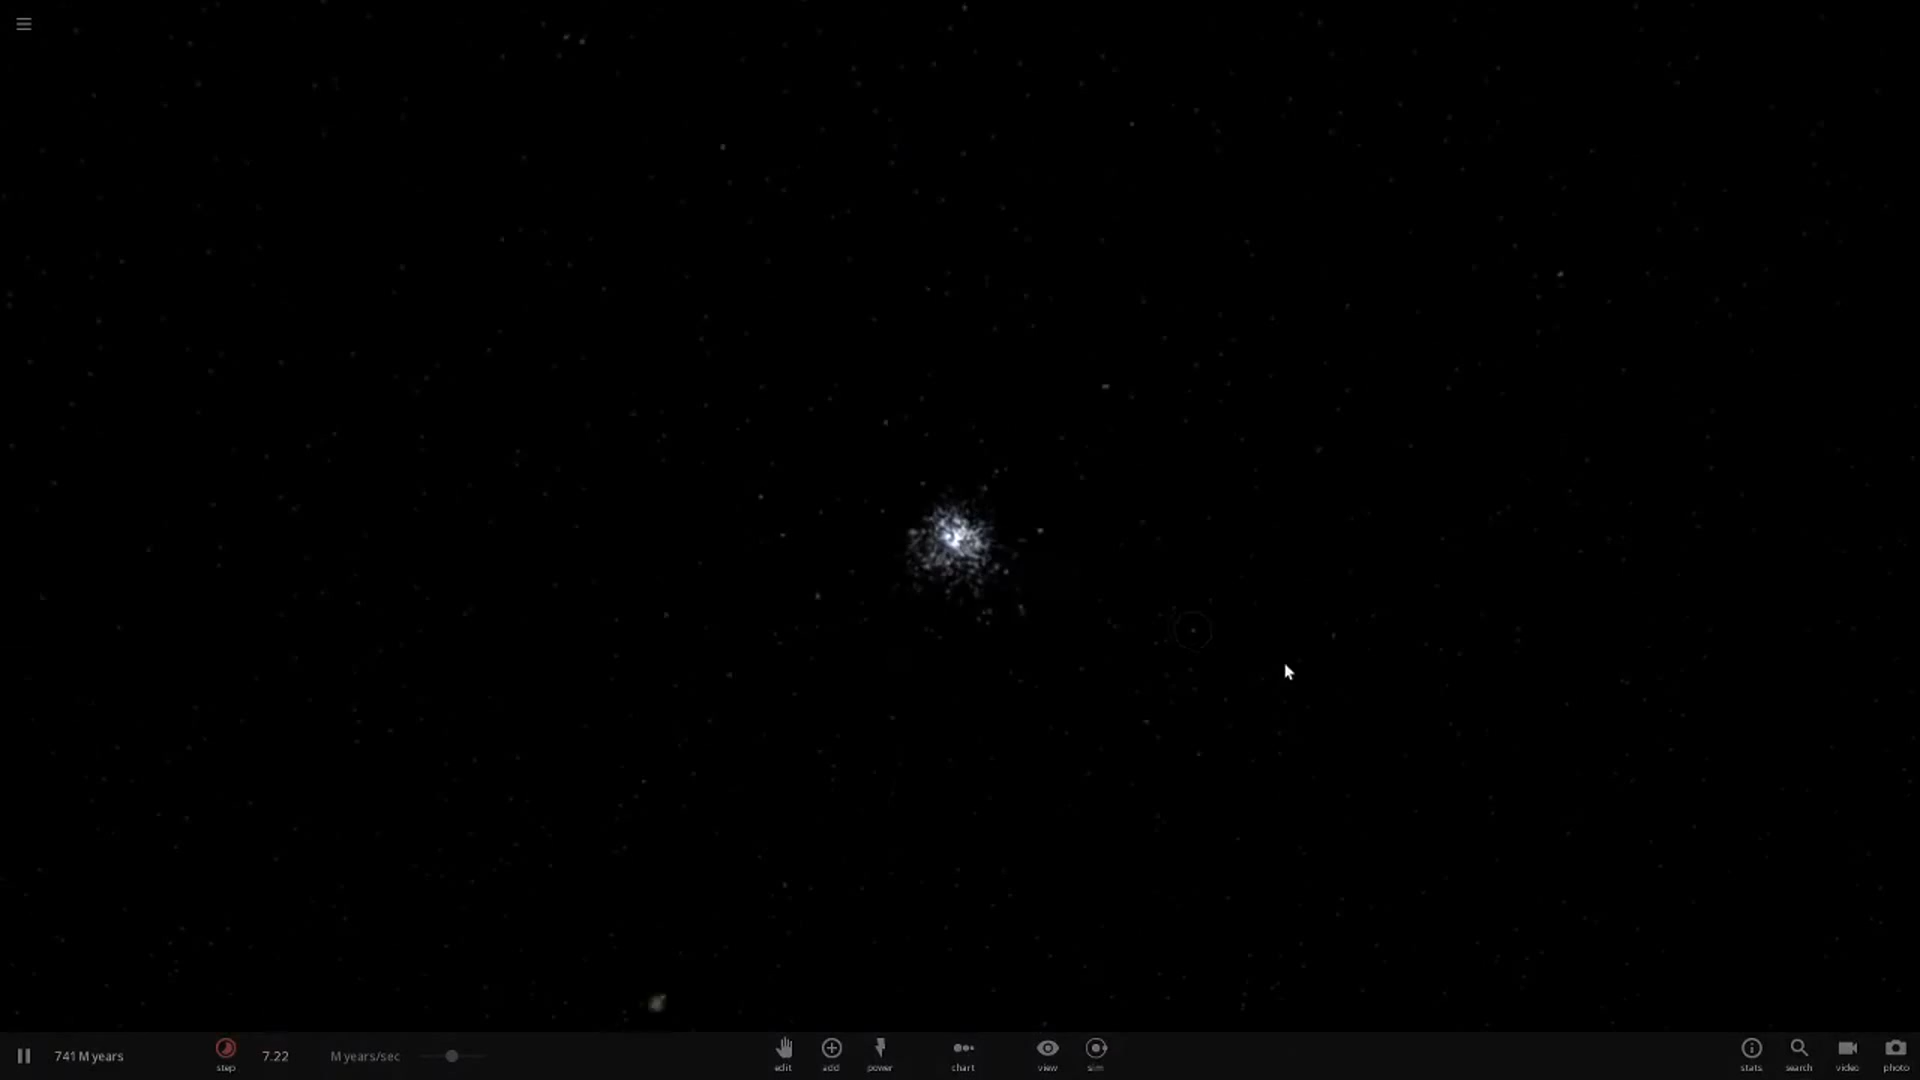 741 M years
step
7.22
M years/sec
edit
add
power
chart
view
sim
stats
search
video
photo